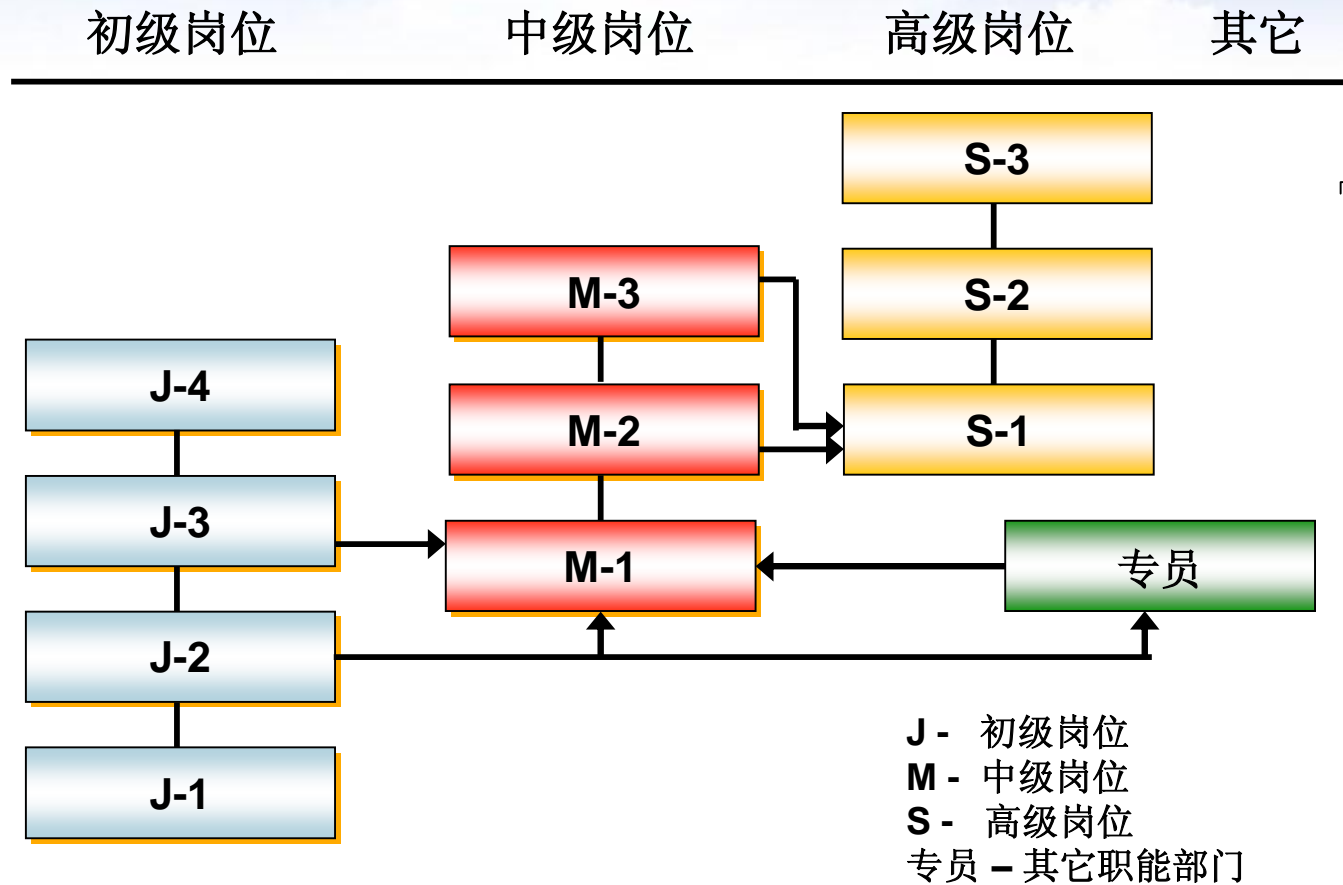 初级岗位 中级岗位 高级岗位 其它
S-3
M-3 S-2
J-4 M-2 S-1
J-3 M-1 专员
J-2
J-1
J - 初级岗位
M - 中级岗位
S - 高级岗位
专员 – 其它职能部门